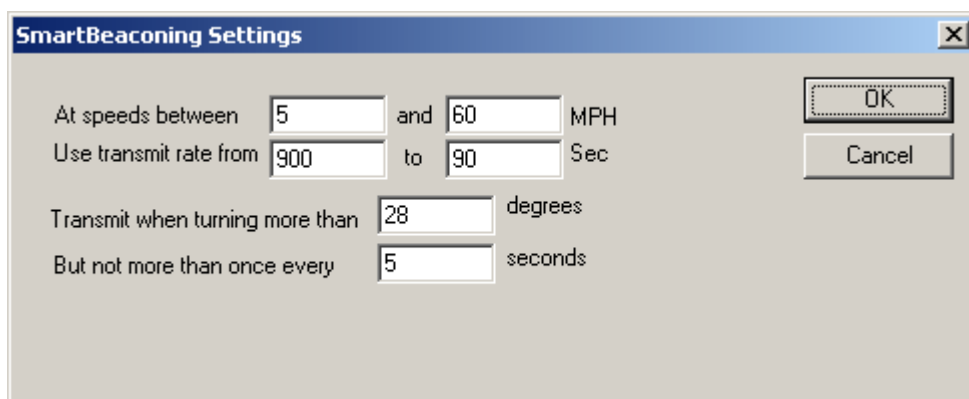 SmartBeaconing Settings
At speeds between 5 and 60 MPH
OK
Use transmit rate from 900 to 90 Sec
Cancel
Transmit when turning more than 28 degrees
But not more than once every 5 seconds